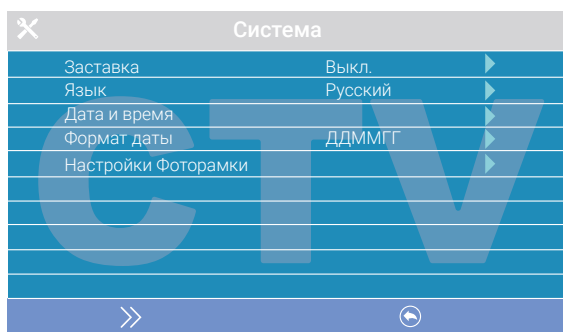 Система
Заставка Выкл.
Язык Русский
Дата и время
Формат даты ДДММГГ
Настройки Фоторамки
CTV